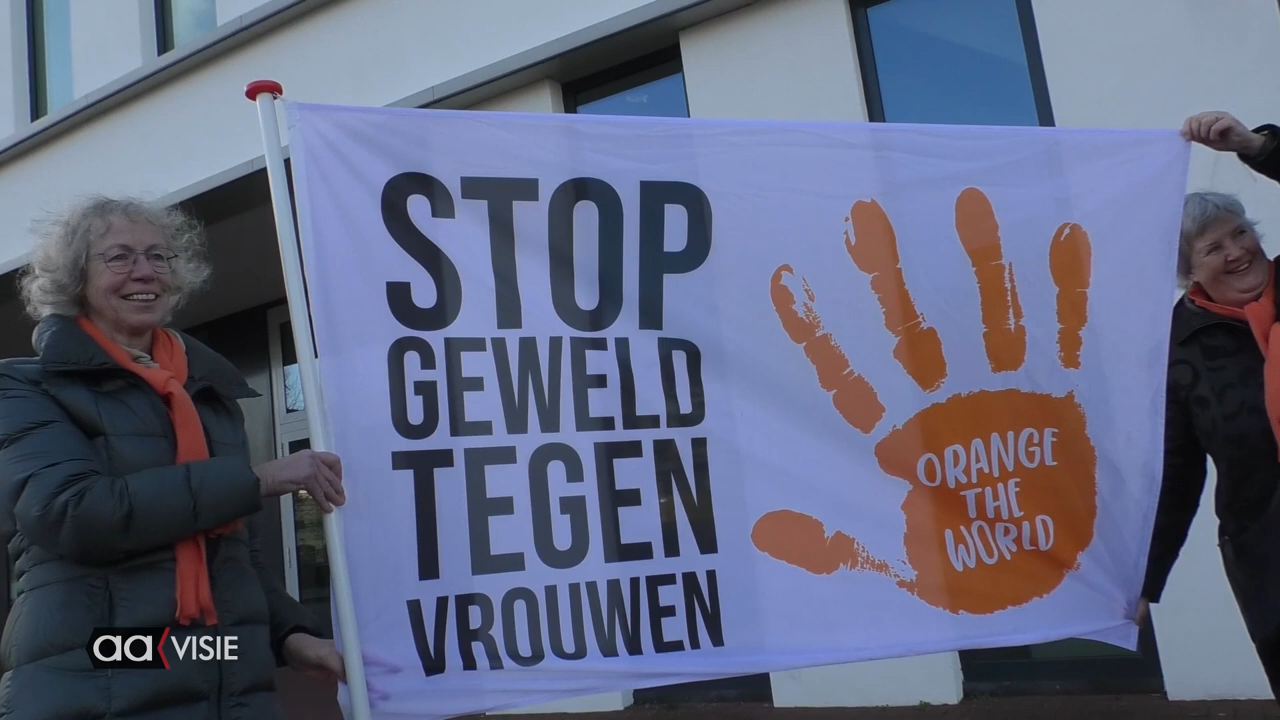 STOP
GEWELD
TEGEN
VROUWEN
ORANGE
THE
WORLD
aa VISIE